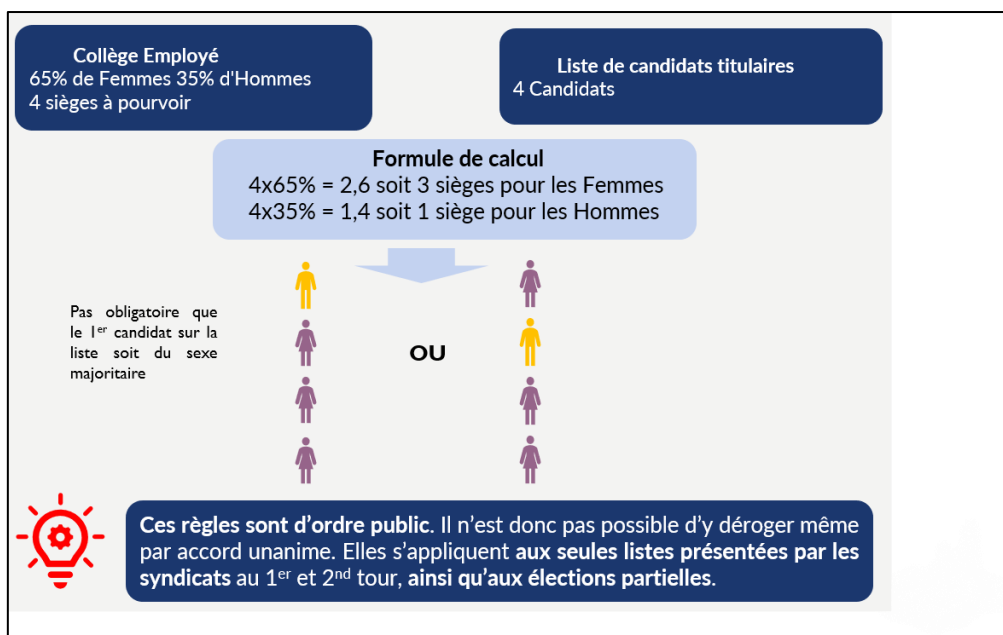 Collège Employé
65% de Femmes 35% d'Hommes
4 sièges à pourvoir
Liste de candidats titulaires
4 Candidats
Formule de calcul
4x65% = 2,6 soit 3 sièges pour les Femmes
4x35% = 1,4 soit 1 siège pour les Hommes
Pas obligatoire que
le 1er candidat sur la
liste soit du sexe
majoritaire
OU
Ces règles sont d’ordre public. Il n’est donc pas possible d’y déroger même
par accord unanime. Elles s’appliquent aux seules listes présentées par les
syndicats au 1er et 2nd tour, ainsi qu’aux élections partielles.